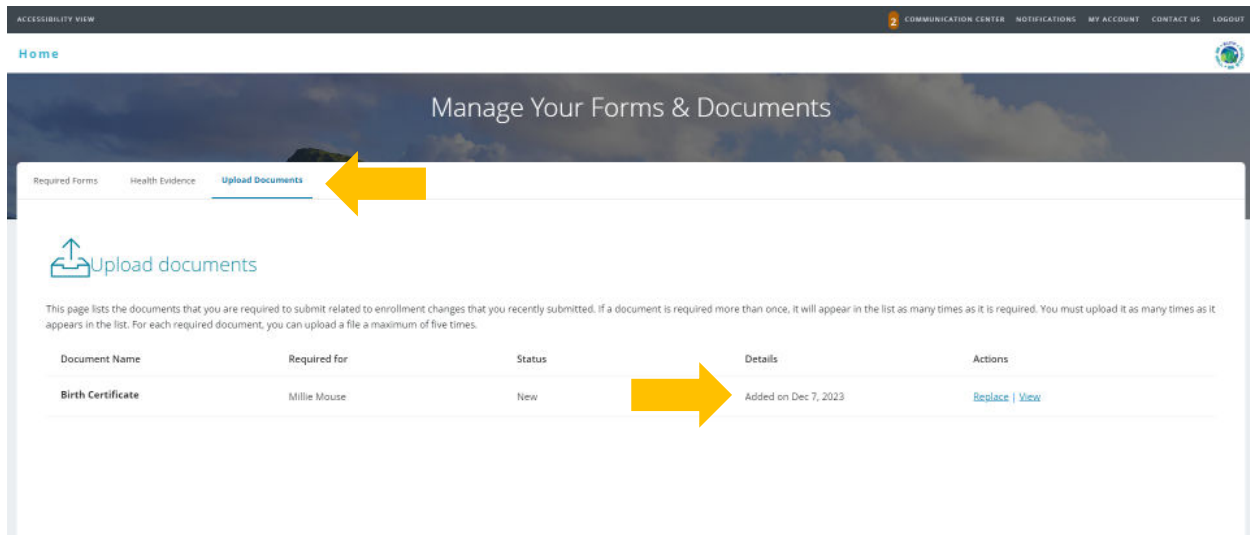 ACCESSIBILITY VIEW
2 COMMUNICATION CENTER NOTIFICATIONS MY ACCOUNT CONTACT US LOGOUT
Home
Manage Your Forms & Documents
Required Forms Health Evidence Upload Documents
Upload documents
This page lists the documents that you are required to submit related to enrollment changes that you recently submitted. If a document is required more than once, it will appear in the list as many times as it is required. You must upload it as many times as it
appears in the list. For each required document, you can upload a file a maximum of five times.
Document Name Required for Status Details Actions
Birth Certificate Millie Mouse New Added on Dec 7, 2023 Replace | View